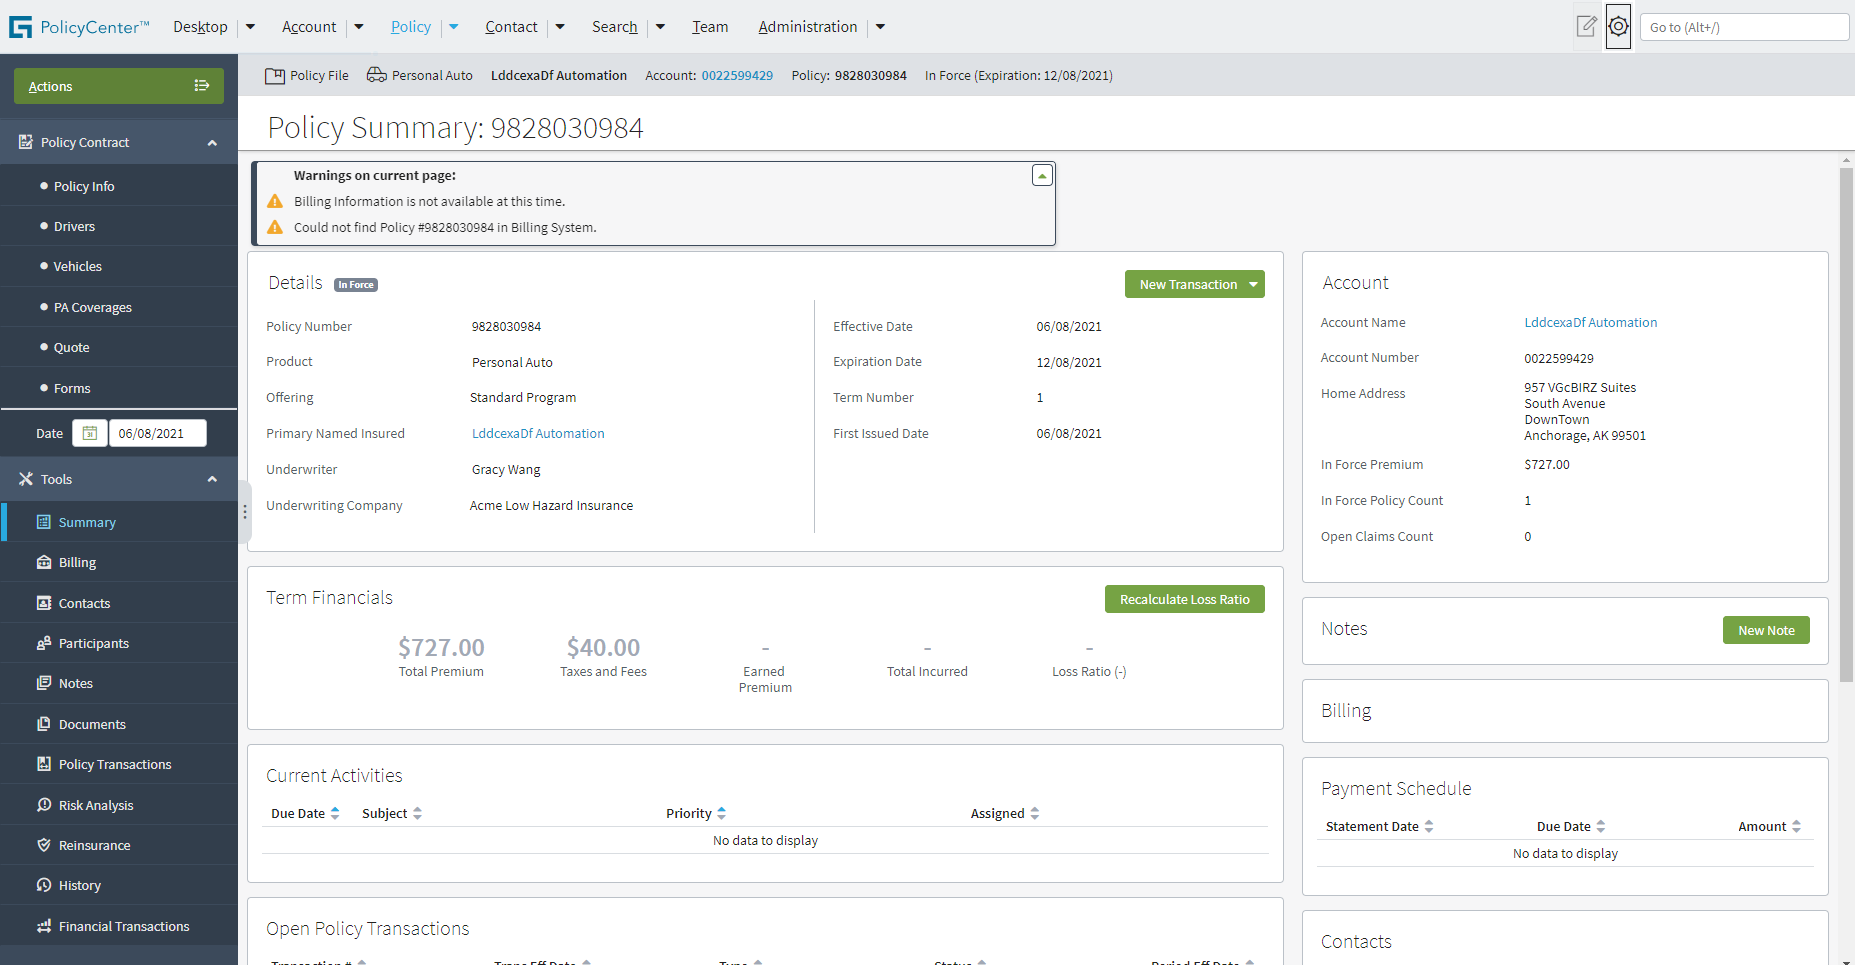 PolicyCenter™
Desktop
Account
Policy
Contact
Search
Team
Administration
Go to (Alt+/)
Actions
Policy File
Personal Auto
LddcexaDf Automation
Account: 0022599429
Policy: 9828030984
In Force (Expiration: 12/08/2021)
Policy Contract
Policy Info
Drivers
Vehicles
PA Coverages
Quote
Forms
Date
31
06/08/2021
Tools
Summary
Billing
Contacts
Participants
Notes
Documents
Policy Transactions
Risk Analysis
Reinsurance
History
Financial Transactions
Policy Summary: 9828030984
Warnings on current page:
Billing Information is not available at this time.
Could not find Policy #9828030984 in Billing System.
Details
In Force
New Transaction
Policy Number 9828030984
Product Personal Auto
Offering Standard Program
Primary Named Insured LddcexaDf Automation
Underwriter Gracy Wang
Underwriting Company Acme Low Hazard Insurance
Effective Date 06/08/2021
Expiration Date 12/08/2021
Term Number 1
First Issued Date 06/08/2021
Term Financials
Recalculate Loss Ratio
$727.00
Total Premium
$40.00
Taxes and Fees
-
Earned
Premium
-
Total Incurred
-
Loss Ratio (-)
Current Activities
Due Date Subject Priority Assigned
No data to display
Open Policy Transactions
Transaction # Trans Eff Date Type Status Period Eff Date
Account
Account Name LddcexaDf Automation
Account Number 0022599429
Home Address 957 VGcBIRZ Suites
South Avenue
DownTown
Anchorage, AK 99501
In Force Premium $727.00
In Force Policy Count 1
Open Claims Count 0
Notes
New Note
Billing
Payment Schedule
Statement Date Due Date Amount
No data to display
Contacts